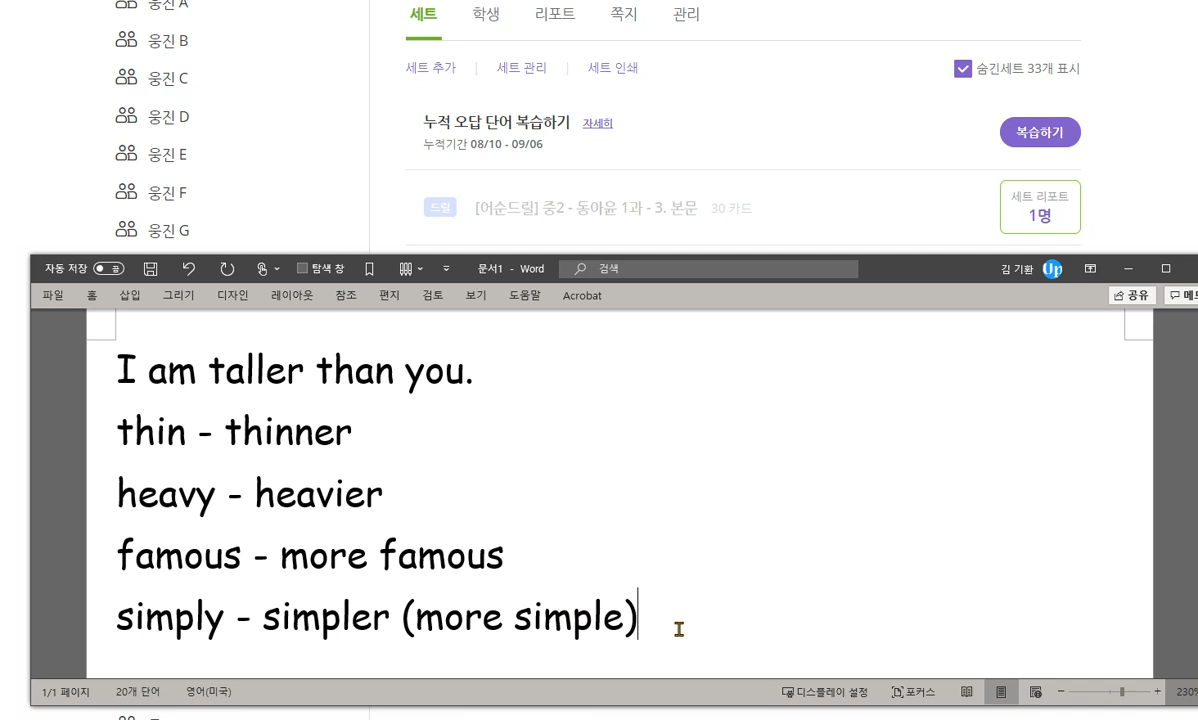 웅진 A
웅진 B
웅진 C
웅진 D
웅진 E
웅진 F
웅진 G
세트 학생 리포트 쪽지 관리
세트 추가 | 세트 관리 | 세트 인쇄
숨긴세트 33개 표시
누적 오답 단어 복습하기 자세히
누적기간 08/10 - 09/06
복습하기
드릴 [어순드릴] 중2 - 동아윤 1과 - 3. 본문 30 카드
세트 리포트
1명
자동 저장 끔 탐색 창 문서1 - Word 검색 김 기환 Up
파일 홈 삽입 그리기 디자인 레이아웃 참조 편지 검토 보기 도움말 Acrobat 공유 메
I am taller than you.
thin - thinner
heavy - heavier
famous - more famous
simply - simpler (more simple)
1/1 페이지 20개 단어 영어(미국) 디스플레이 설정 포커스 230%